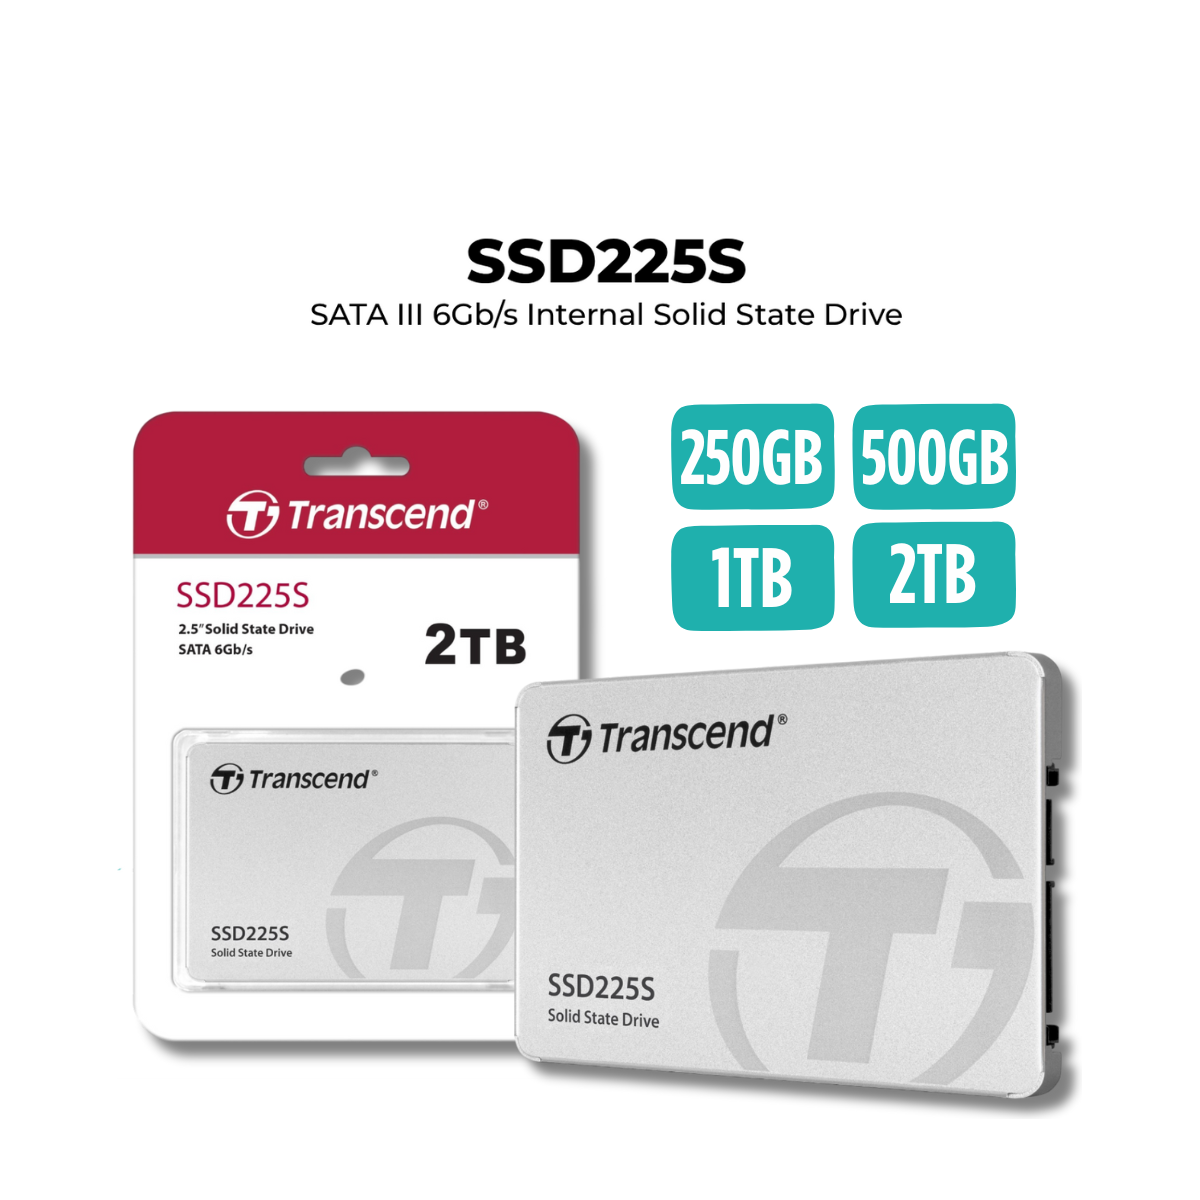 SSD225S
SATA III 6Gb/s Internal Solid State Drive
250GB 500GB
1TB 2TB
Transcend®
SSD225S
2.5" Solid State Drive
SATA 6Gb/s
2TB
Transcend®
SSD225S
Solid State Drive
Transcend®
SSD225S
Solid State Drive